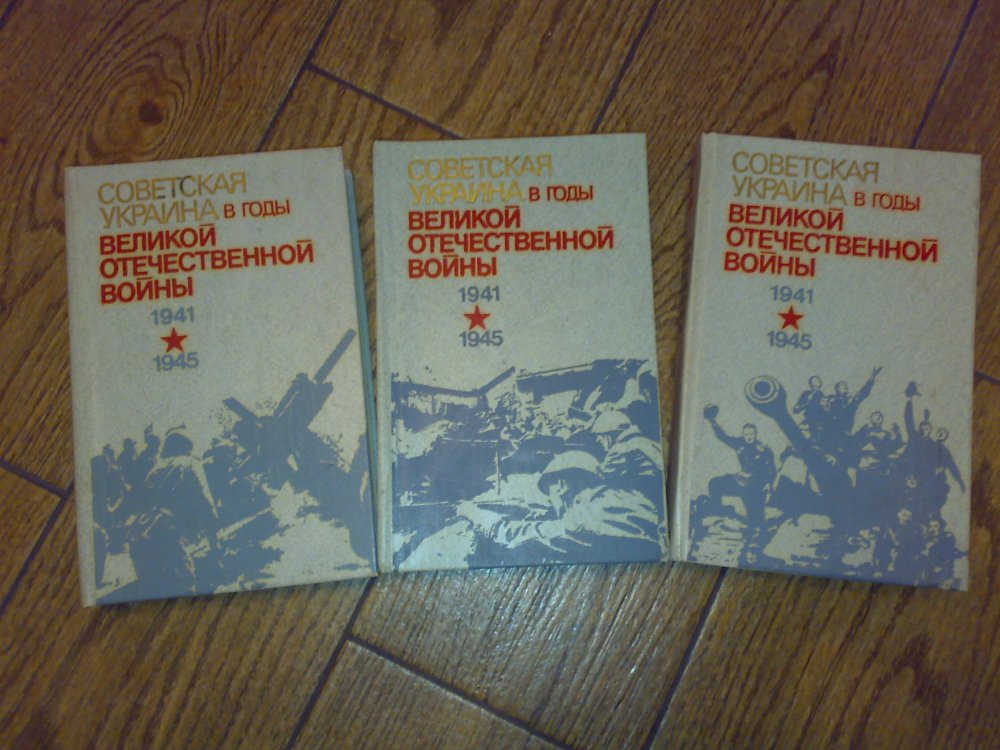 СОВЕТСКАЯ
УКРАИНА В ГОДЫ
ВЕЛИКОЙ
ОТЕЧЕСТВЕННОЙ
ВОЙНЫ
1941
1945
СОВЕТСКАЯ
УКРАИНА В ГОДЫ
ВЕЛИКОЙ
ОТЕЧЕСТВЕННОЙ
ВОЙНЫ
1941
1945
СОВЕТСКАЯ
УКРАИНА В ГОДЫ
ВЕЛИКОЙ
ОТЕЧЕСТВЕННОЙ
ВОЙНЫ
1941
1945